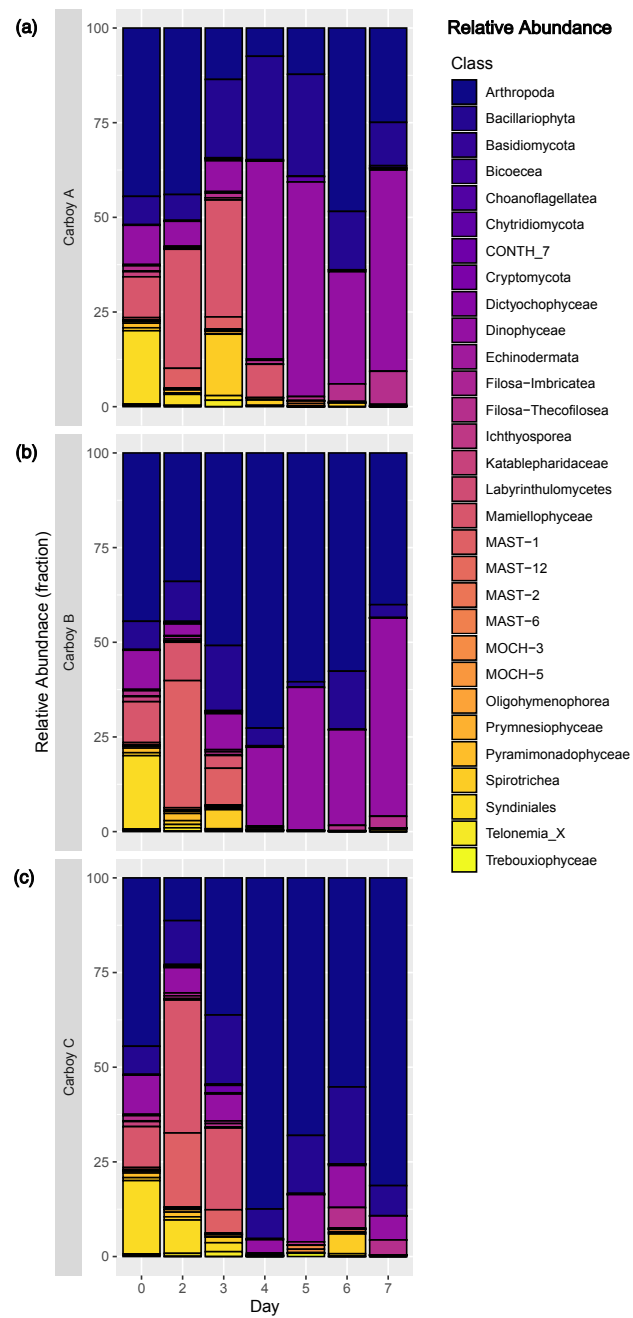 (a)
Carboy A
100
75
50
25
0
(b)
Carboy B
100
75
50
25
0
(c)
Carboy C
100
75
50
25
0
Relative Abundnace (fraction)
0 2 3 4 5 6 7
Day
Relative Abundance
Class
Arthropoda
Bacillariophyta
Basidiomycota
Bicoecea
Choanoflagellatea
Chytridiomycota
CONTH_7
Cryptomycota
Dictyochophyceae
Dinophyceae
Echinodermata
Filosa-Imbricatea
Filosa-Thecofilosea
Ichthyosporea
Katablepharidaceae
Labyrinthulomycetes
Mamiellophyceae
MAST-1
MAST-12
MAST-2
MAST-6
MOCH-3
MOCH-5
Oligohymenophorea
Prymnesiophyceae
Pyramimonadophyceae
Spirotrichea
Syndiniales
Telonemia_X
Trebouxiophyceae